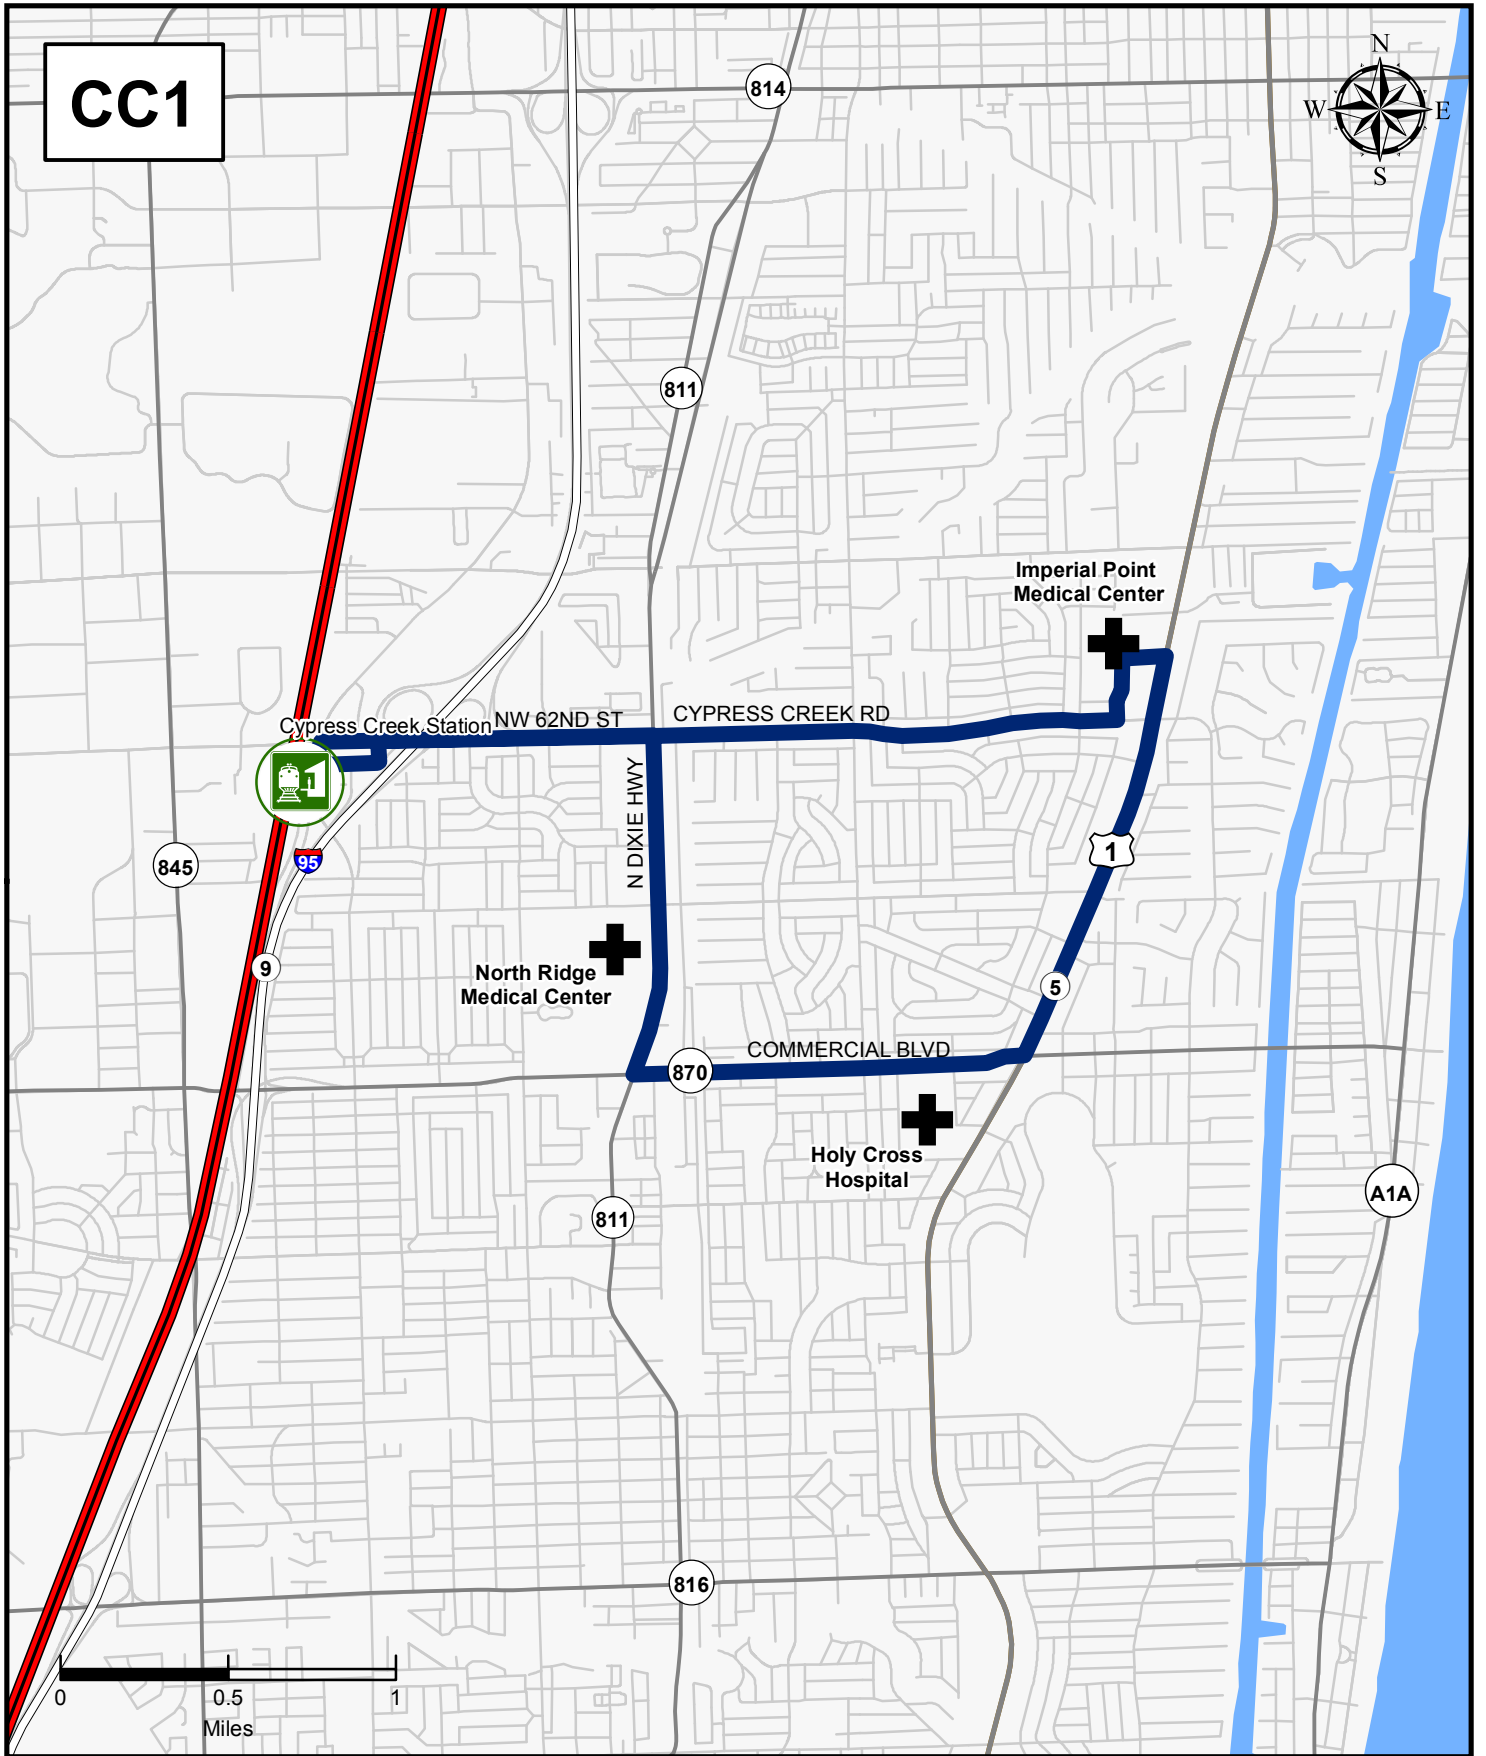 CC1
N
W
E
S
814
811
Imperial Point
Medical Center
Cypress Creek Station
NW 62ND ST
CYPRESS CREEK RD
N DIXIE HWY
845
95
1
9
North Ridge
Medical Center
5
COMMERCIAL BLVD
870
Holy Cross
Hospital
A1A
811
816
0
0.5
1
Miles